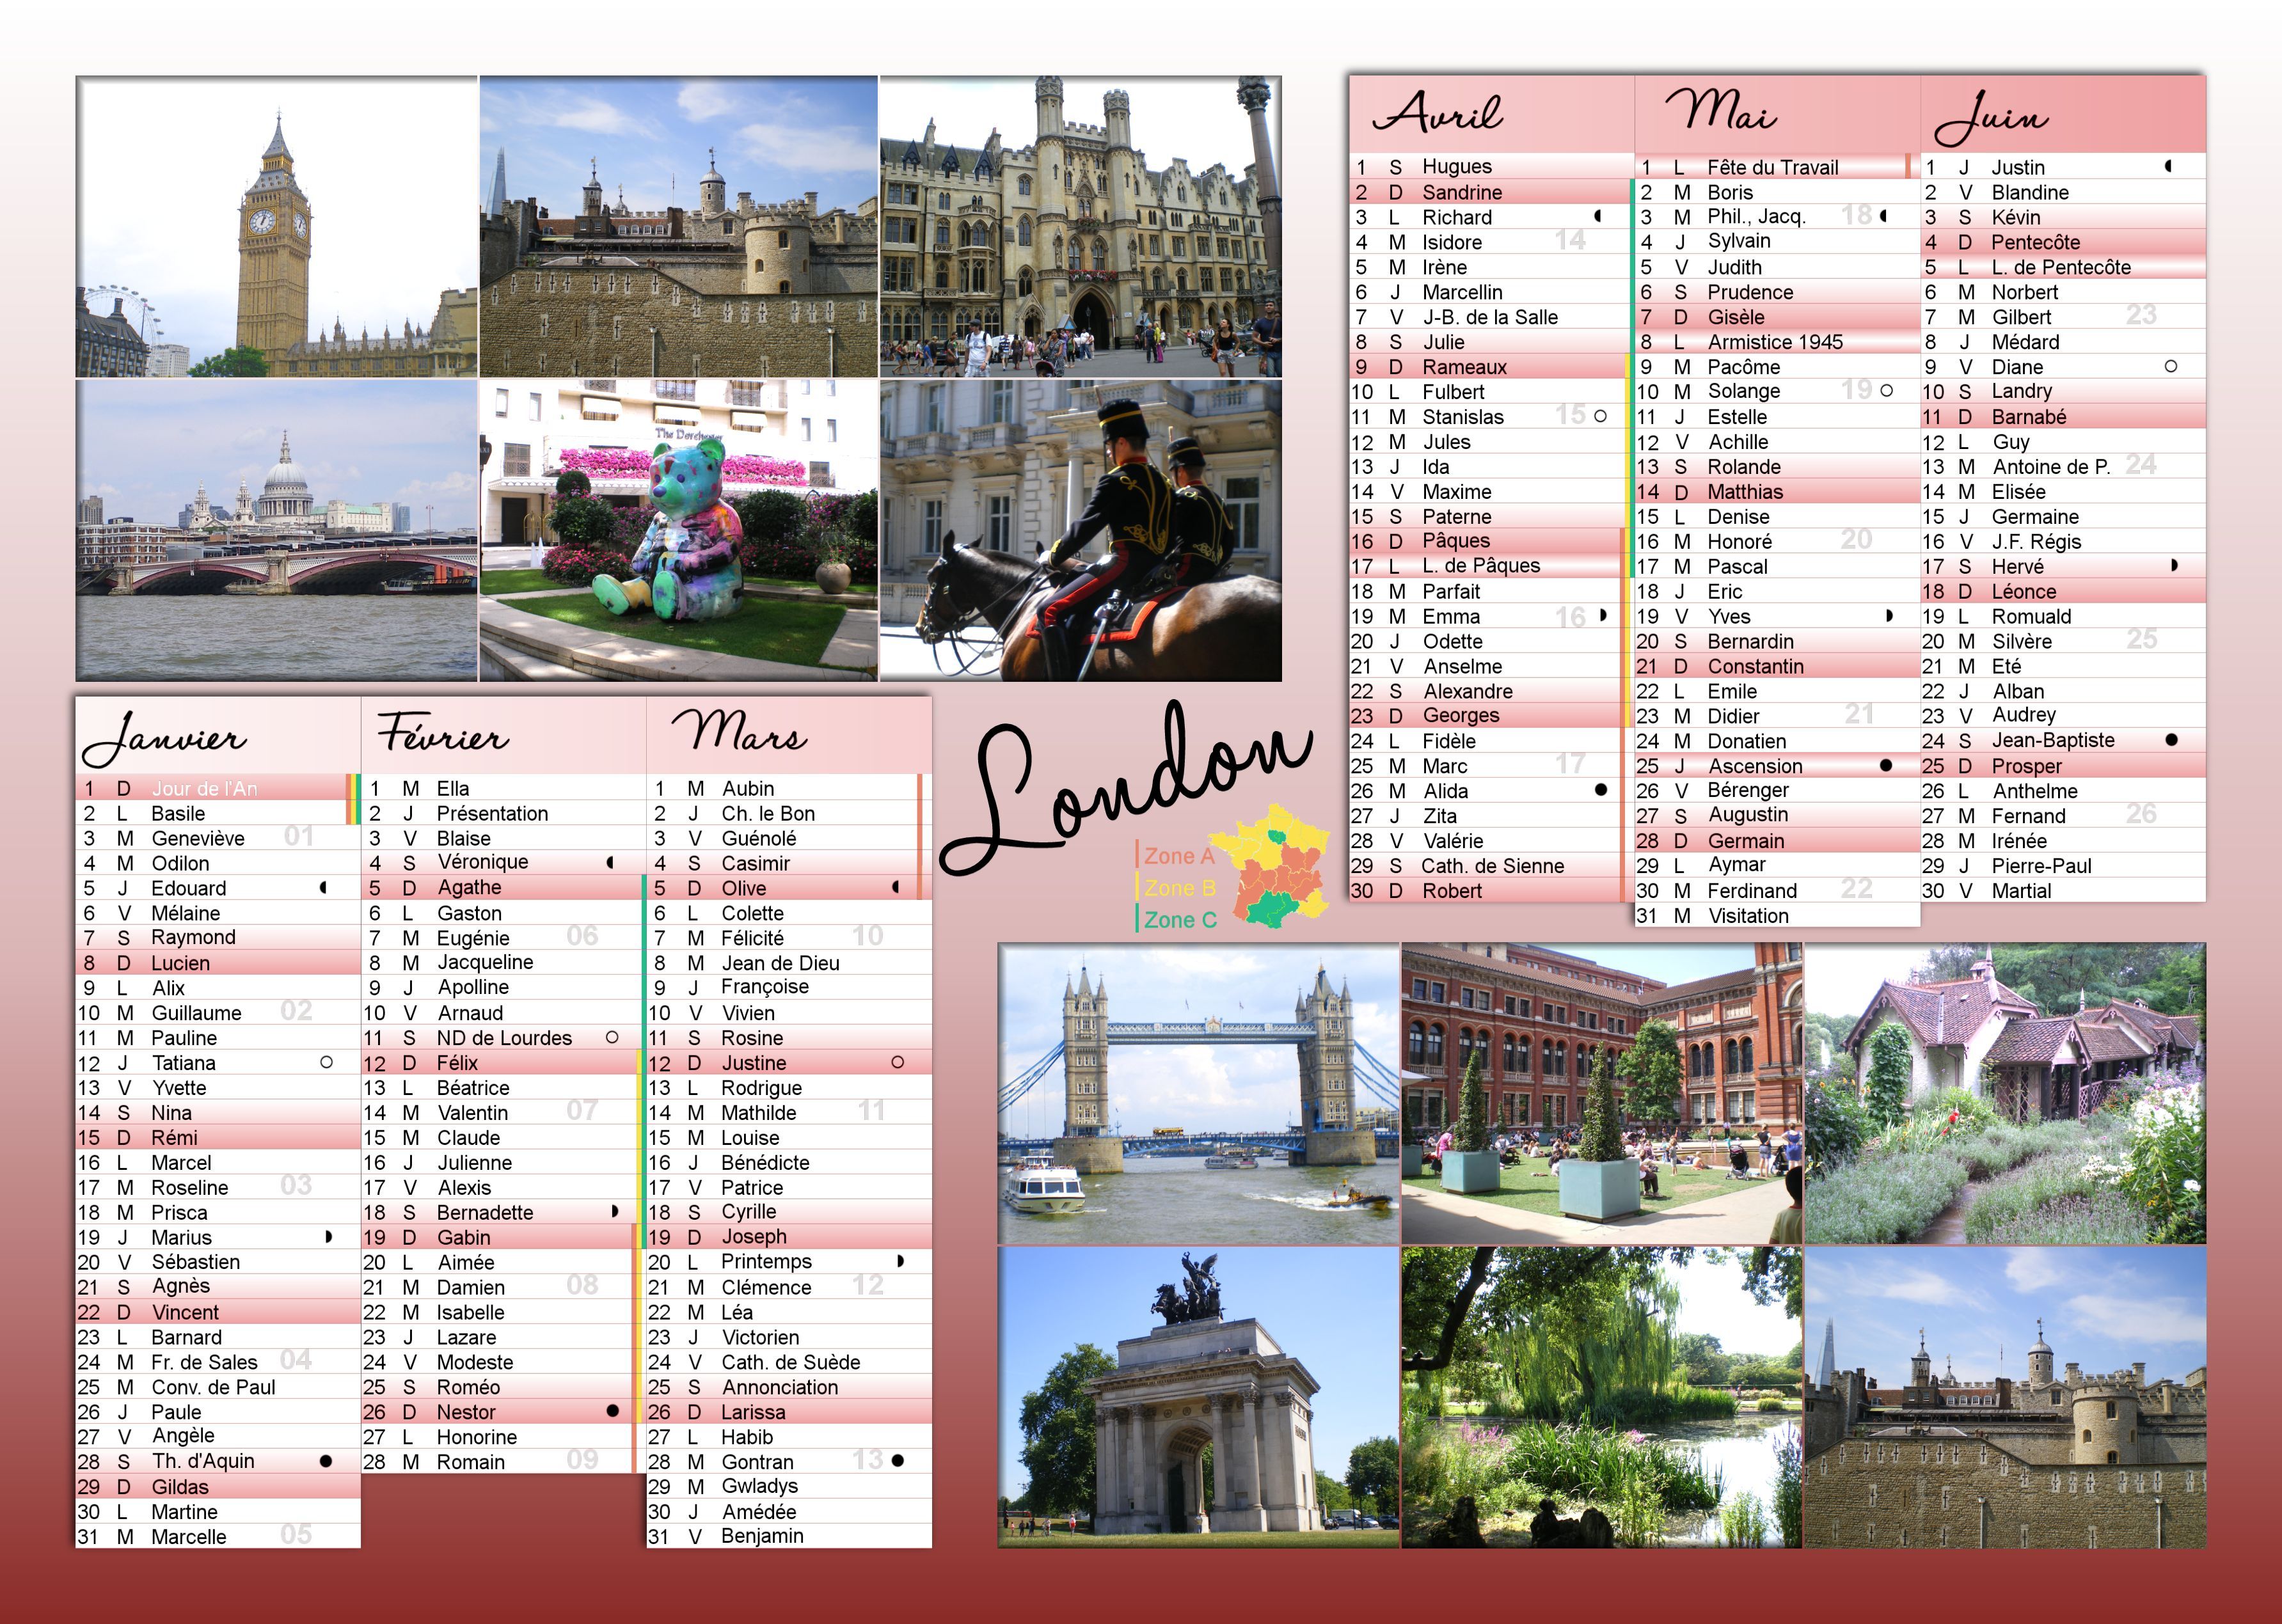 The Dorchester
Avril
1 S Hugues
2 D Sandrine
3 L Richard
4 M Isidore 14
5 M Irène
6 J Marcellin
7 V J-B. de la Salle
8 S Julie
9 D Rameaux
10 L Fulbert
11 M Stanislas 15
12 M Jules
13 J Ida
14 V Maxime
15 S Paterne
16 D Pâques
17 L L. de Pâques
18 M Parfait
19 M Emma 16
20 J Odette
21 V Anselme
22 S Alexandre
23 D Georges
24 L Fidèle
25 M Marc 17
26 M Alida
27 J Zita
28 V Valérie
29 S Cath. de Sienne
30 D Robert
Mai
1 L Fête du Travail
2 M Boris
3 M Phil., Jacq. 18
4 J Sylvain
5 V Judith
6 S Prudence
7 D Gisèle
8 L Armistice 1945
9 M Pacôme
10 M Solange 19
11 J Estelle
12 V Achille
13 S Rolande
14 D Matthias
15 L Denise
16 M Honoré 20
17 M Pascal
18 J Eric
19 V Yves
20 S Bernardin
21 D Constantin
22 L Emile
23 M Didier 21
24 M Donatien
25 J Ascension
26 V Bérenger
27 S Augustin
28 D Germain
29 L Aymar
30 M Ferdinand 22
31 M Visitation
Juin
1 J Justin
2 V Blandine
3 S Kévin
4 D Pentecôte
5 L L. de Pentecôte
6 M Norbert
7 M Gilbert 23
8 J Médard
9 V Diane
10 S Landry
11 D Barnabé
12 L Guy
13 M Antoine de P. 24
14 M Elisée
15 J Germaine
16 V J.F. Régis
17 S Hervé
18 D Léonce
19 L Romuald
20 M Silvère 25
21 M Eté
22 J Alban
23 V Audrey
24 S Jean-Baptiste
25 D Prosper
26 L Anthelme
27 M Fernand 26
28 M Irénée
29 J Pierre-Paul
30 V Martial
Janvier
1 D Jour de l'An
2 L Basile
3 M Geneviève 01
4 M Odilon
5 J Edouard
6 V Mélaine
7 S Raymond
8 D Lucien
9 L Alix
10 M Guillaume 02
11 M Pauline
12 J Tatiana
13 V Yvette
14 S Nina
15 D Rémi
16 L Marcel
17 M Roseline 03
18 M Prisca
19 J Marius
20 V Sébastien
21 S Agnès
22 D Vincent
23 L Barnard
24 M Fr. de Sales 04
25 M Conv. de Paul
26 J Paule
27 V Angèle
28 S Th. d'Aquin
29 D Gildas
30 L Martine
31 M Marcelle 05
Février
1 M Ella
2 J Présentation
3 V Blaise
4 S Véronique
5 D Agathe
6 L Gaston
7 M Eugénie 06
8 M Jacqueline
9 J Apolline
10 V Arnaud
11 S ND de Lourdes
12 D Félix
13 L Béatrice
14 M Valentin 07
15 M Claude
16 J Julienne
17 V Alexis
18 S Bernadette
19 D Gabin
20 L Aimée
21 M Damien 08
22 M Isabelle
23 J Lazare
24 V Modeste
25 S Roméo
26 D Nestor
27 L Honorine
28 M Romain 09
Mars
1 M Aubin
2 J Ch. le Bon
3 V Guénolé
4 S Casimir
5 D Olive
6 L Colette
7 M Félicité 10
8 M Jean de Dieu
9 J Françoise
10 V Vivien
11 S Rosine
12 D Justine
13 L Rodrigue
14 M Mathilde 11
15 M Louise
16 J Bénédicte
17 V Patrice
18 S Cyrille
19 D Joseph
20 L Printemps
21 M Clémence 12
22 M Léa
23 J Victorien
24 V Cath. de Suède
25 S Annonciation
26 D Larissa
27 L Habib
28 M Gontran 13
29 M Gwladys
30 J Amédée
31 V Benjamin
London
Zone A
Zone B
Zone C